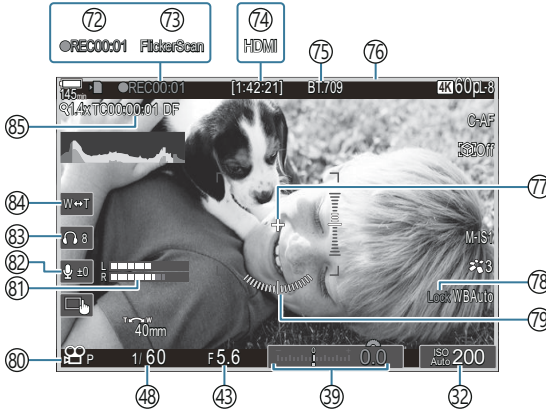 72 73 74 75 76
●REC00:01 FlickerScan HDMI
145min ●REC00:01 [1:42:21] BT.709 4K 60p L-8
1.4x TC00:00:01 DF
85
C-AF
Off
77
84 W↔T
83 8
M-IS1
82 ±0 L R
3
81
78
Lock WBAuto
79
T W
40mm
80 P 1/60 F5.6 0.0 ISO Auto 200
48 43 39 32